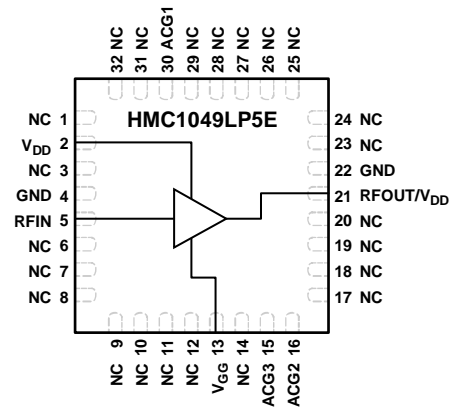 32 NC
31 NC
30 ACG1
29 NC
28 NC
27 NC
26 NC
25 NC
HMC1049LP5E
NC 1
VDD 2
NC 3
GND 4
RFIN 5
NC 6
NC 7
NC 8
24 NC
23 NC
22 GND
21 RFOUT/VDD
20 NC
19 NC
18 NC
17 NC
NC 9
NC 10
NC 11
NC 12
VGG 13
NC 14
ACG3 15
ACG2 16